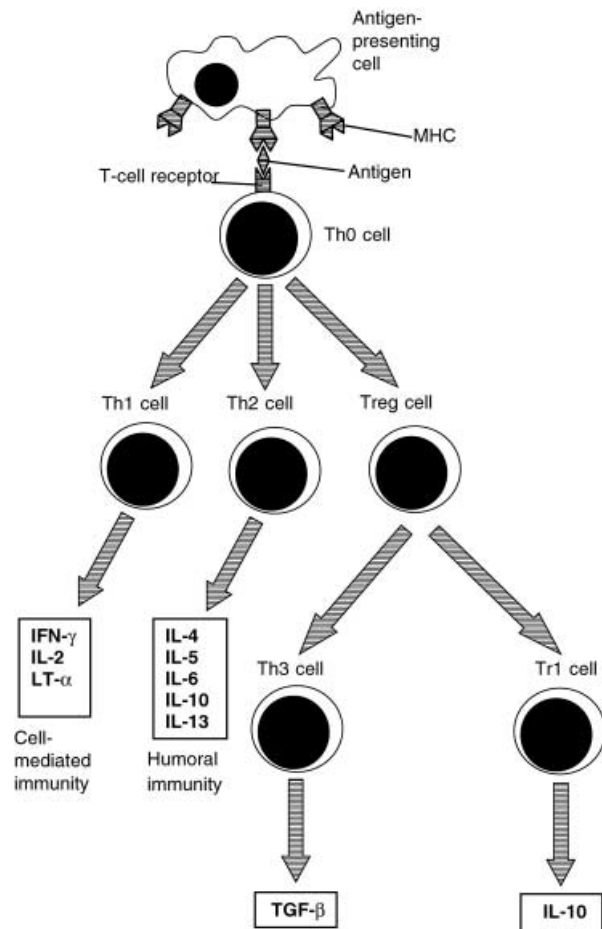 Antigen-
presenting
cell
MHC
Antigen
T-cell receptor
Th0 cell
Th1 cell
Th2 cell
Treg cell
IFN-γ
IL-2
LT-α
Cell-
mediated
immunity
IL-4
IL-5
IL-6
IL-10
IL-13
Humoral
immunity
Th3 cell
Tr1 cell
TGF-β
IL-10